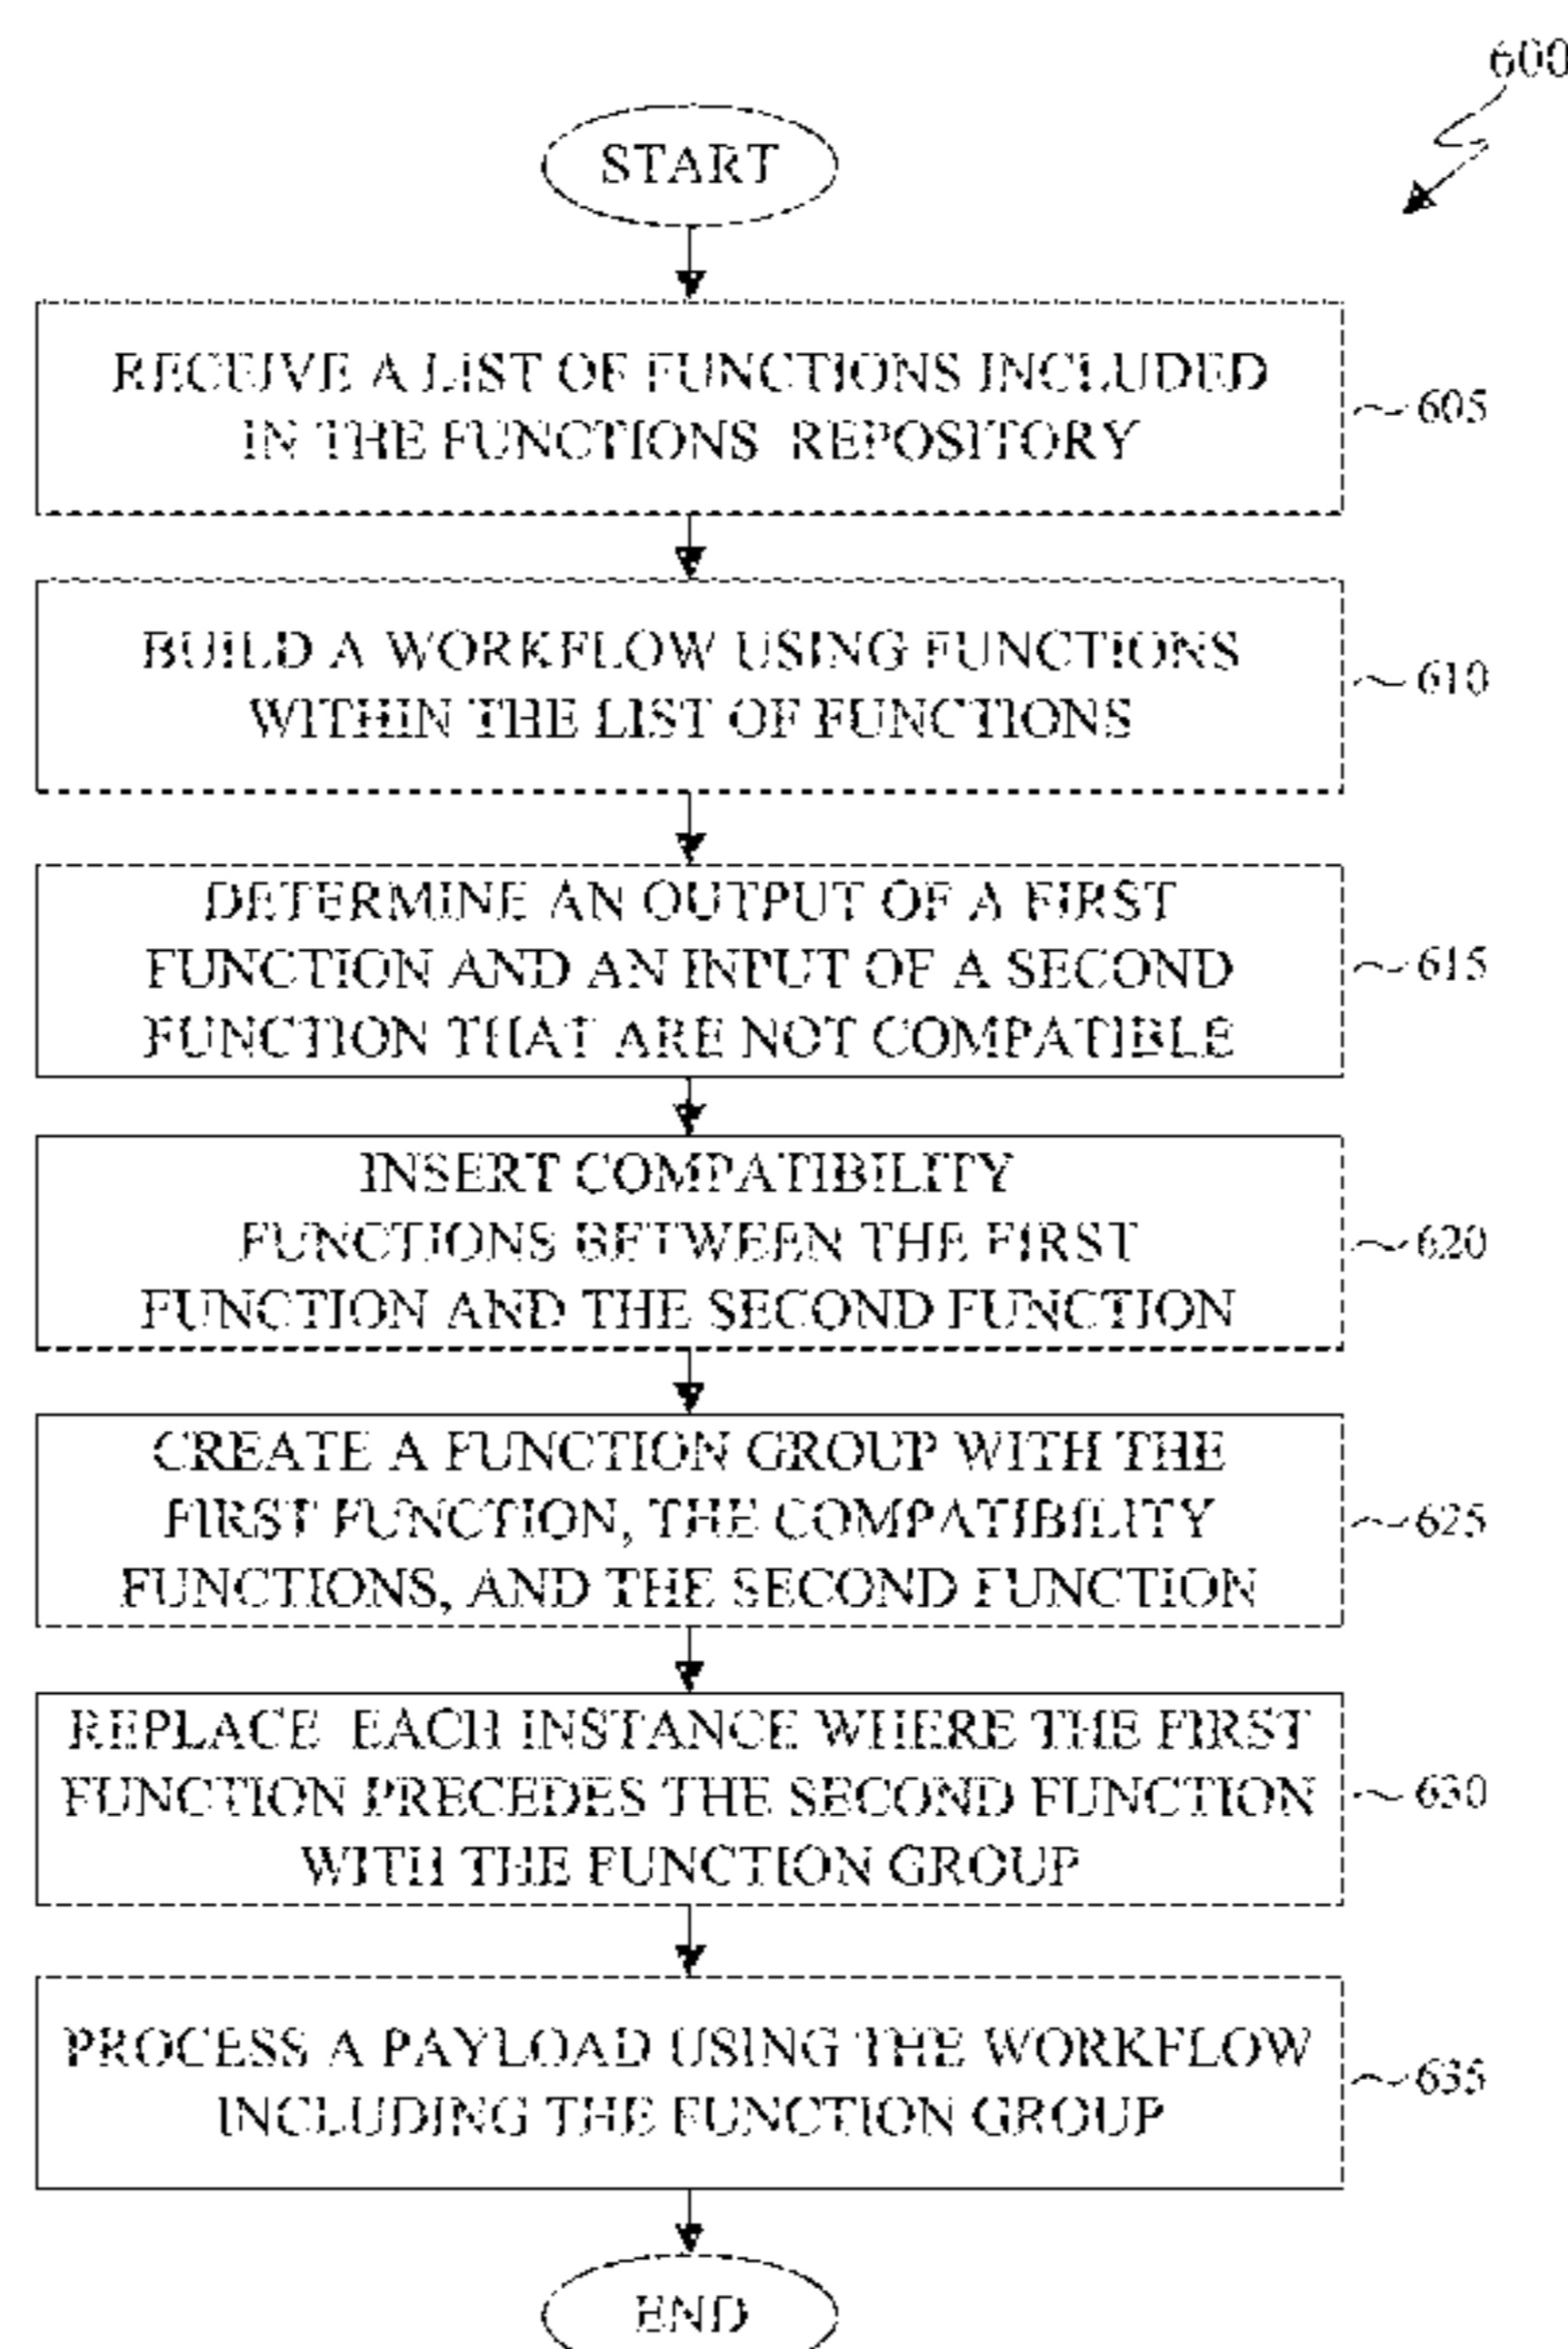 600
START
RECEIVE A LIST OF FUNCTIONS INCLUDED
IN THE FUNCTIONS REPOSITORY
605
BUILD A WORKFLOW USING FUNCTIONS
WITHIN THE LIST OF FUNCTIONS
610
DETERMINE AN OUTPUT OF A FIRST
FUNCTION AND AN INPUT OF A SECOND
FUNCTION THAT ARE NOT COMPATIBLE
615
INSERT COMPATIBILITY
FUNCTIONS BETWEEN THE FIRST
FUNCTION AND THE SECOND FUNCTION
620
CREATE A FUNCTION GROUP WITH THE
FIRST FUNCTION, THE COMPATIBILITY
FUNCTIONS, AND THE SECOND FUNCTION
625
REPLACE EACH INSTANCE WHERE THE FIRST
FUNCTION PRECEDES THE SECOND FUNCTION
WITH THE FUNCTION GROUP
630
PROCESS A PAYLOAD USING THE WORKFLOW
INCLUDING THE FUNCTION GROUP
635
END